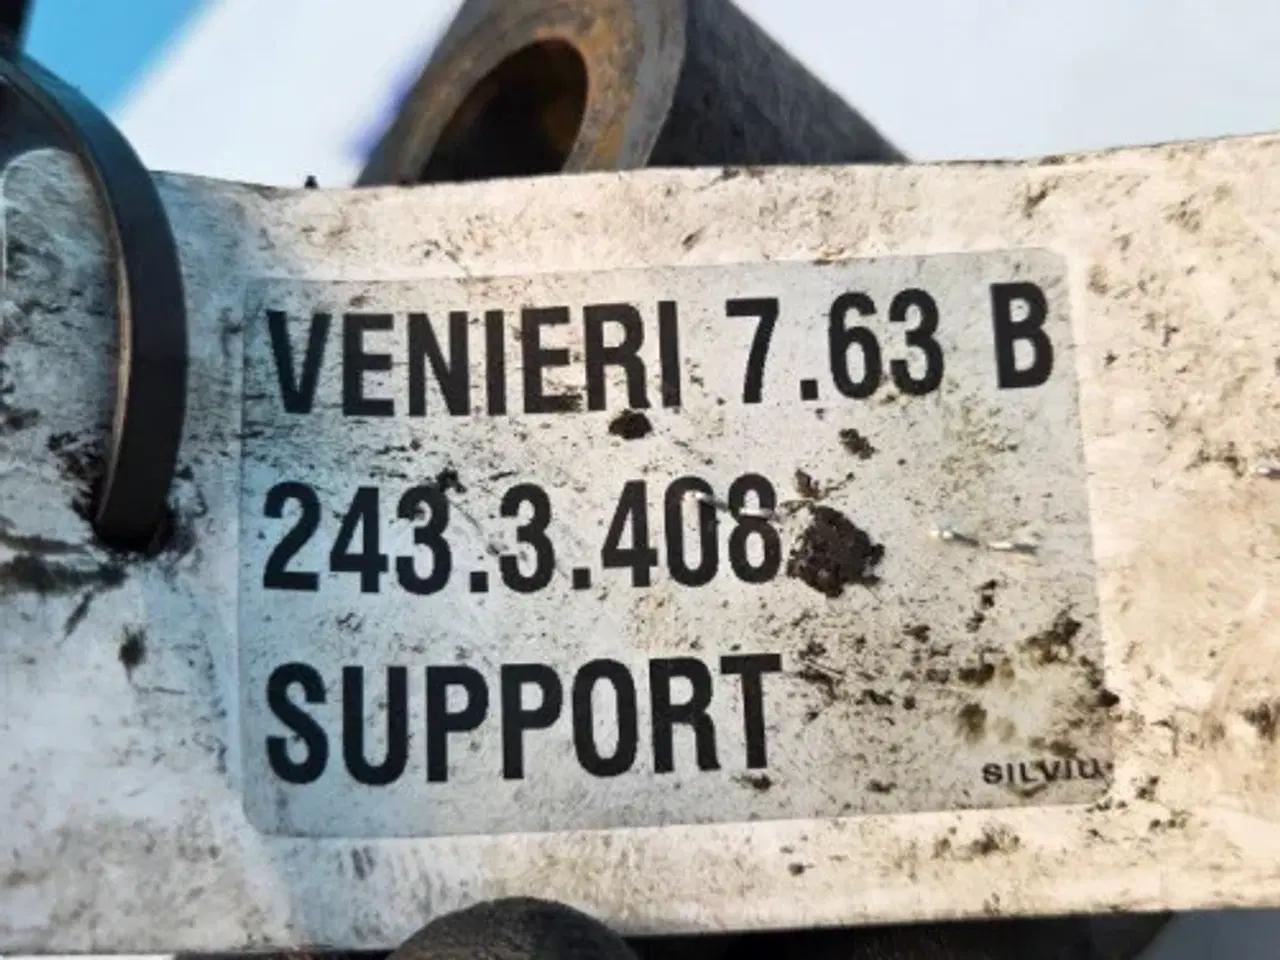 VENIERI 7.63 B
243.3.408
SUPPORT
SILVIU